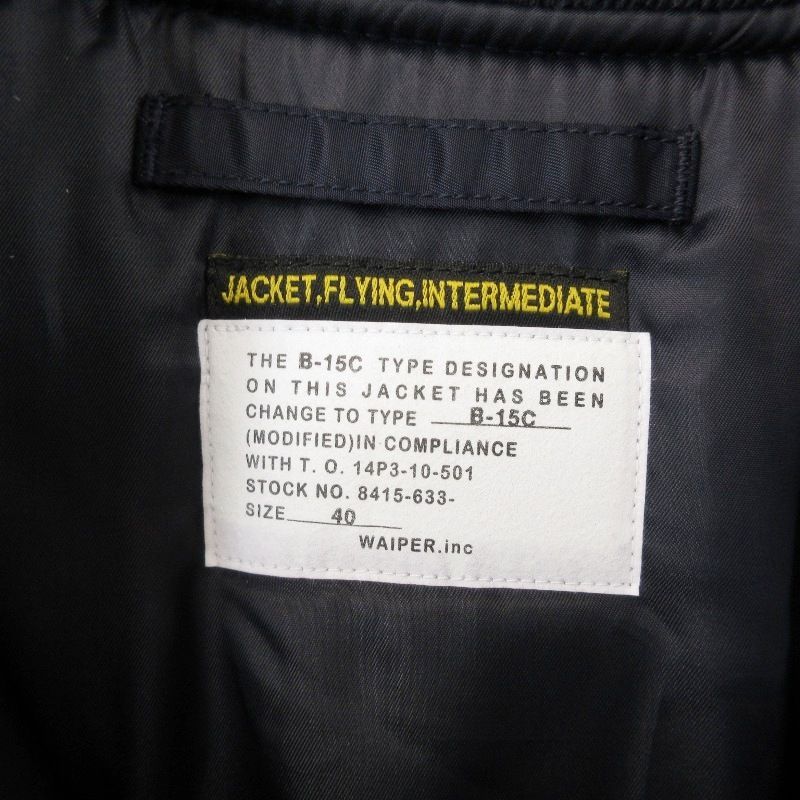 JACKET,FLYING,INTERMEDIATE
THE B-15C TYPE DESIGNATION
ON THIS JACKET HAS BEEN
CHANGE TO TYPE B-15C
(MODIFIED)IN COMPLIANCE
WITH T. O. 14P3-10-501
STOCK NO. 8415-633-
SIZE 40
WAIPER.inc